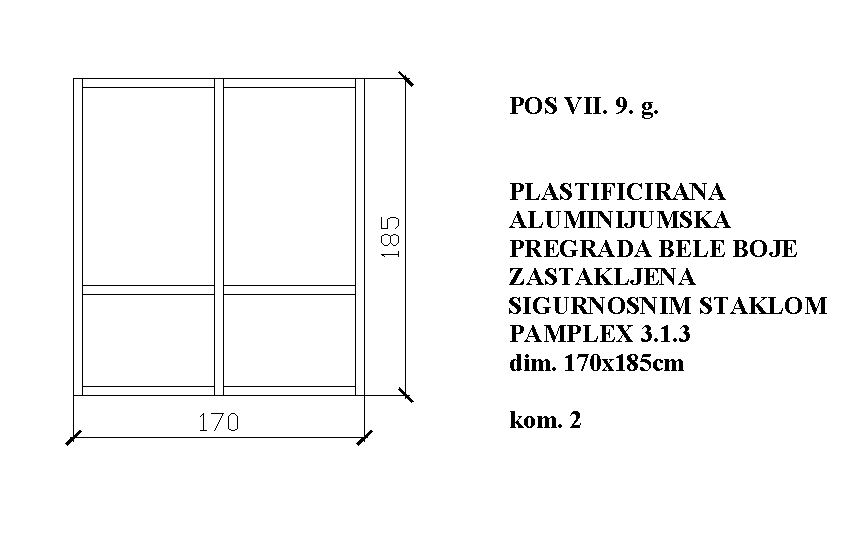 POS VII. 9. g.
PLASTIFICIRANA
ALUMINIJUMSKA
PREGRADA BELE BOJE
ZASTAKLJENA
SIGURNOSNIM STAKLOM
PAMPLEX 3.1.3
dim. 170x185cm
kom. 2
185
170